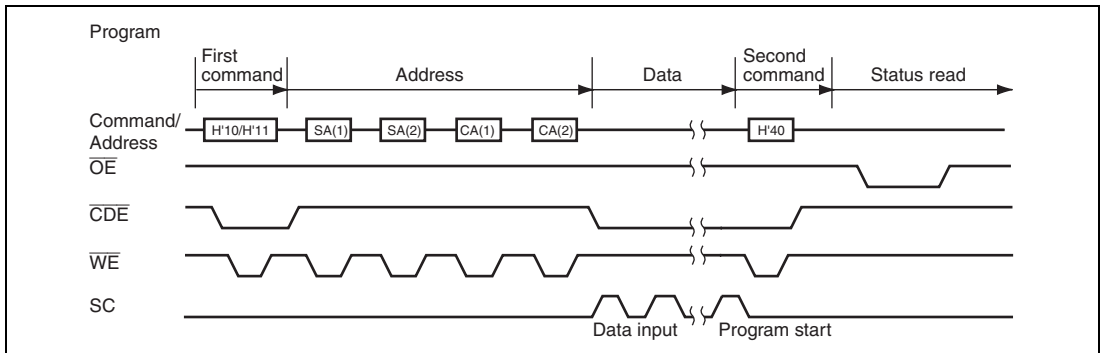 Program
First command
Address
Data
Second command
Status read
Command/
Address
H'10/H'11
SA(1)
SA(2)
CA(1)
CA(2)
H'40
OE
CDE
WE
SC
Data input
Program start